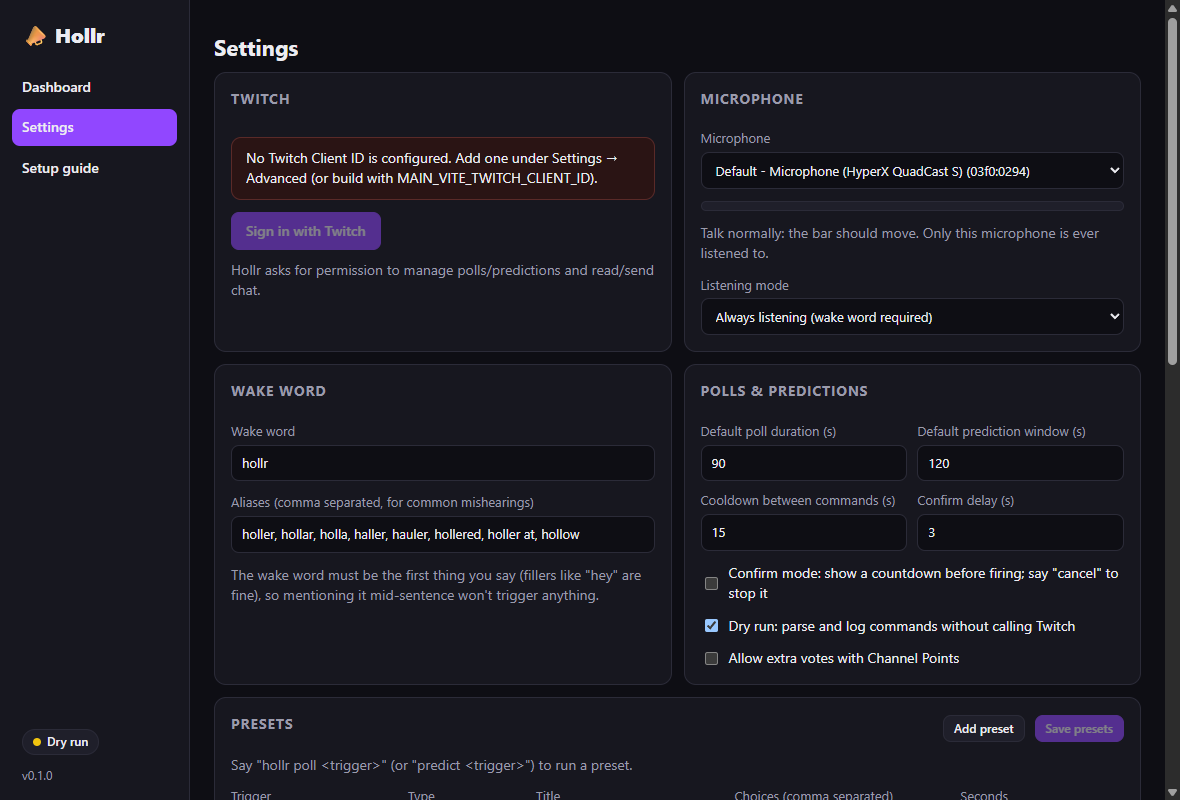 Hollr
Dashboard
Settings
Setup guide
Dry run
v0.1.0
Settings
TWITCH
No Twitch Client ID is configured. Add one under Settings →
Advanced (or build with MAIN_VITE_TWITCH_CLIENT_ID).
Sign in with Twitch
Hollr asks for permission to manage polls/predictions and read/send
chat.
MICROPHONE
Microphone
Default - Microphone (HyperX QuadCast S) (03f0:0294)
Talk normally: the bar should move. Only this microphone is ever
listened to.
Listening mode
Always listening (wake word required)
WAKE WORD
Wake word
hollr
Aliases (comma separated, for common mishearings)
holler, hollar, holla, haller, hauler, hollered, holler at, hollow
The wake word must be the first thing you say (fillers like "hey" are
fine), so mentioning it mid-sentence won't trigger anything.
POLLS & PREDICTIONS
Default poll duration (s) Default prediction window (s)
90 120
Cooldown between commands (s) Confirm delay (s)
15 3
Confirm mode: show a countdown before firing; say "cancel" to
stop it
Dry run: parse and log commands without calling Twitch
Allow extra votes with Channel Points
PRESETS
Add preset Save presets
Say "hollr poll <trigger>" (or "predict <trigger>") to run a preset.
Trigger Type Title Choices (comma separated) Seconds